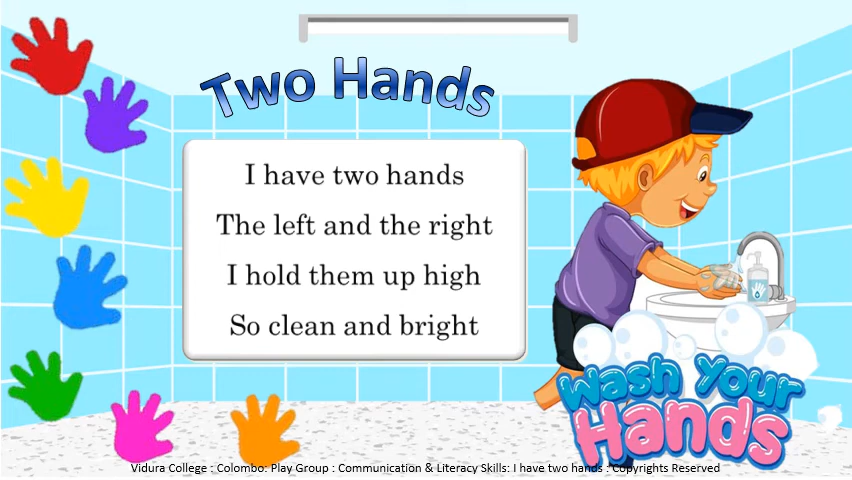 Two Hands
I have two hands
The left and the right
I hold them up high
So clean and bright
Wash Your
Hands
Vidura College : Colombo: Play Group : Communication & Literacy Skills: I have two hands : Copyrights Reserved